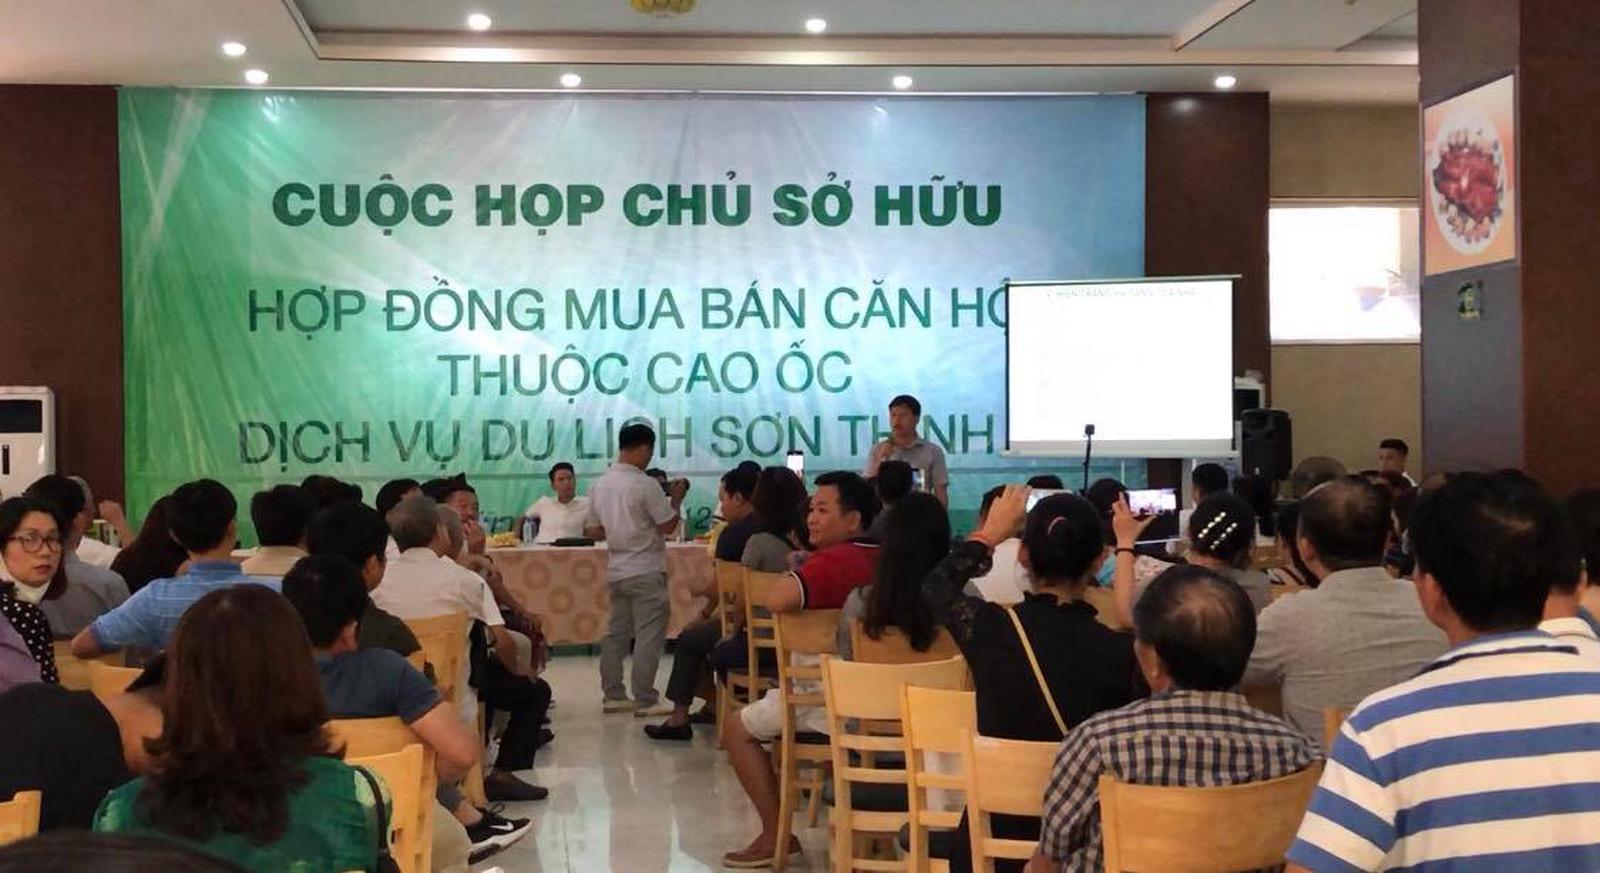 CUỘC HỌP CHỦ SỞ HỮU
HỢP ĐỒNG MUA BÁN CĂN HỘ
THUỘC CAO ỐC
DỊCH VỤ DU LỊCH SƠN THỊNH
12